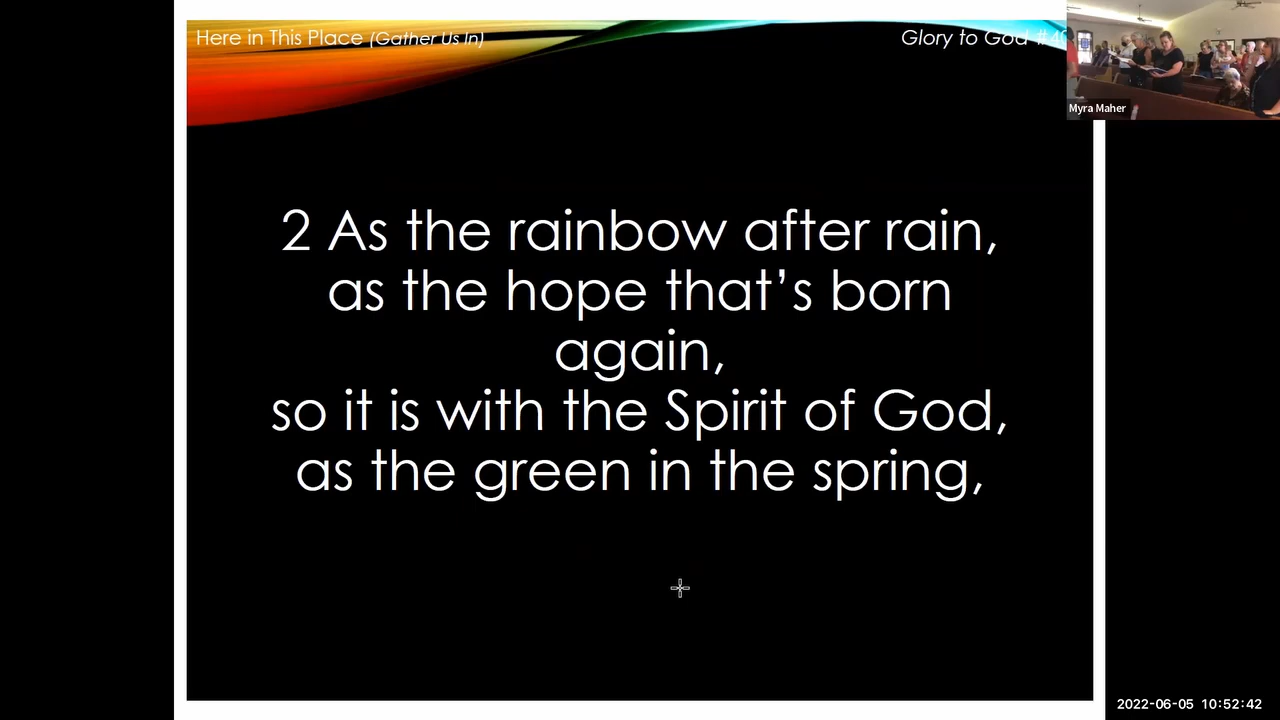 Here in This Place (Gather Us In)
Glory to God
Myra Maher
2 As the rainbow after rain,
as the hope that’s born
again,
so it is with the Spirit of God,
as the green in the spring,
2022-06-05 10:52:42